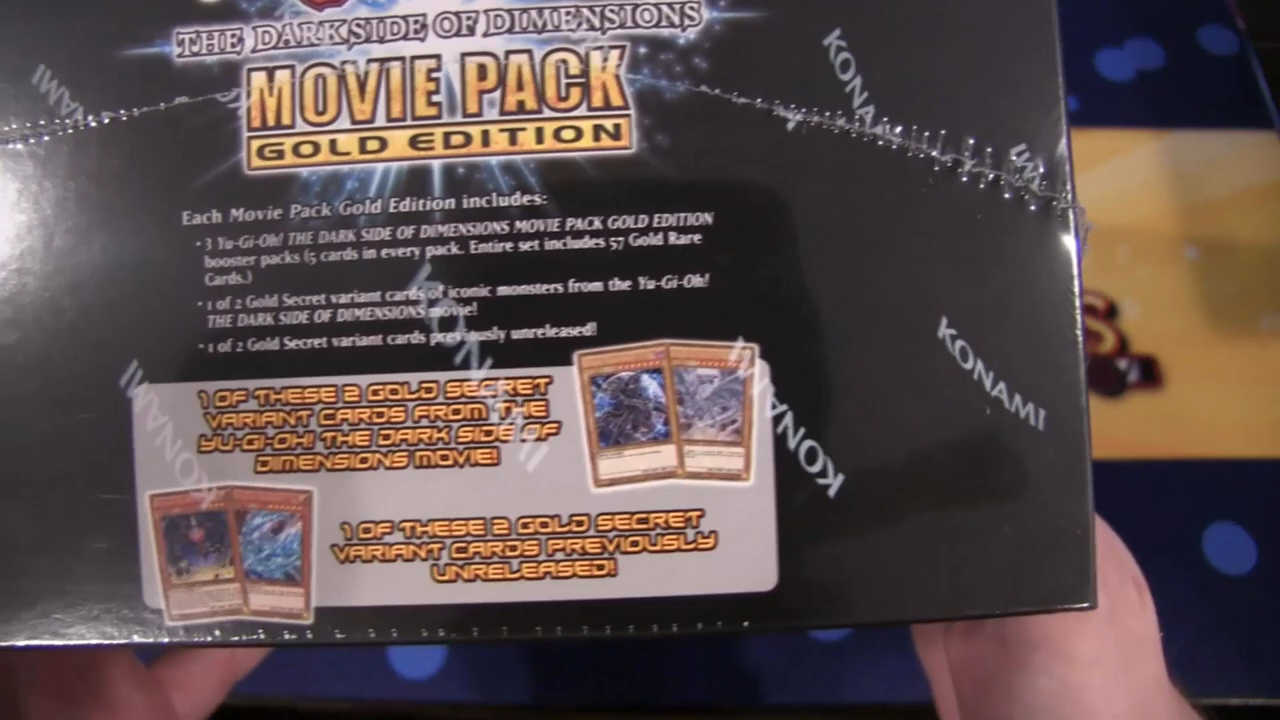 THE DARK SIDE OF DIMENSIONS
MOVIE PACK
GOLD EDITION
Each Movie Pack Gold Edition includes:
• 3 Yu-Gi-Oh! THE DARK SIDE OF DIMENSIONS MOVIE PACK GOLD EDITION
booster packs (5 cards in every pack. Entire set includes 57 Gold Rare
Cards.)
• 1 of 2 Gold Secret variant cards of iconic monsters from the Yu-Gi-Oh!
THE DARK SIDE OF DIMENSIONS movie!
• 1 of 2 Gold Secret variant cards previously unreleased!
1 OF THESE 2 GOLD SECRET
VARIANT CARDS FROM THE
YU-GI-OH! THE DARK SIDE OF
DIMENSIONS MOVIE!
1 OF THESE 2 GOLD SECRET
VARIANT CARDS PREVIOUSLY
UNRELEASED!
KONAMI
KONAMI
KONAMI
KONAMI
KONAMI
KONAMI